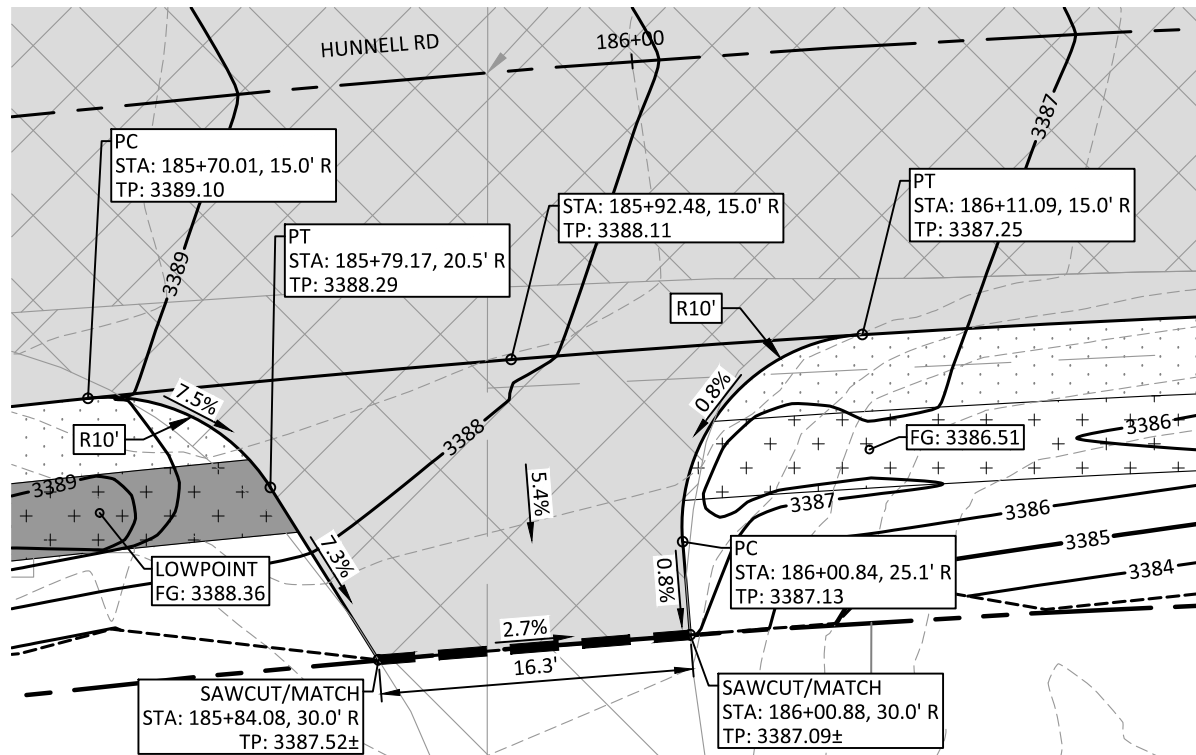 HUNNELL RD
186+00
3387
PC
STA: 185+70.01, 15.0' R
TP: 3389.10
STA: 185+92.48, 15.0' R
TP: 3388.11
PT
STA: 186+11.09, 15.0' R
TP: 3387.25
PT
STA: 185+79.17, 20.5' R
TP: 3388.29
3389
R10'
7.5%
R10'
0.8%
3388
FG: 3386.51
3386
3389
5.4%
3387
3386
7.3%
LOWPOINT
FG: 3388.36
0.8%
PC
STA: 186+00.84, 25.1' R
TP: 3387.13
3385
3384
2.7%
16.3'
SAWCUT/MATCH
STA: 185+84.08, 30.0' R
TP: 3387.52±
SAWCUT/MATCH
STA: 186+00.88, 30.0' R
TP: 3387.09±